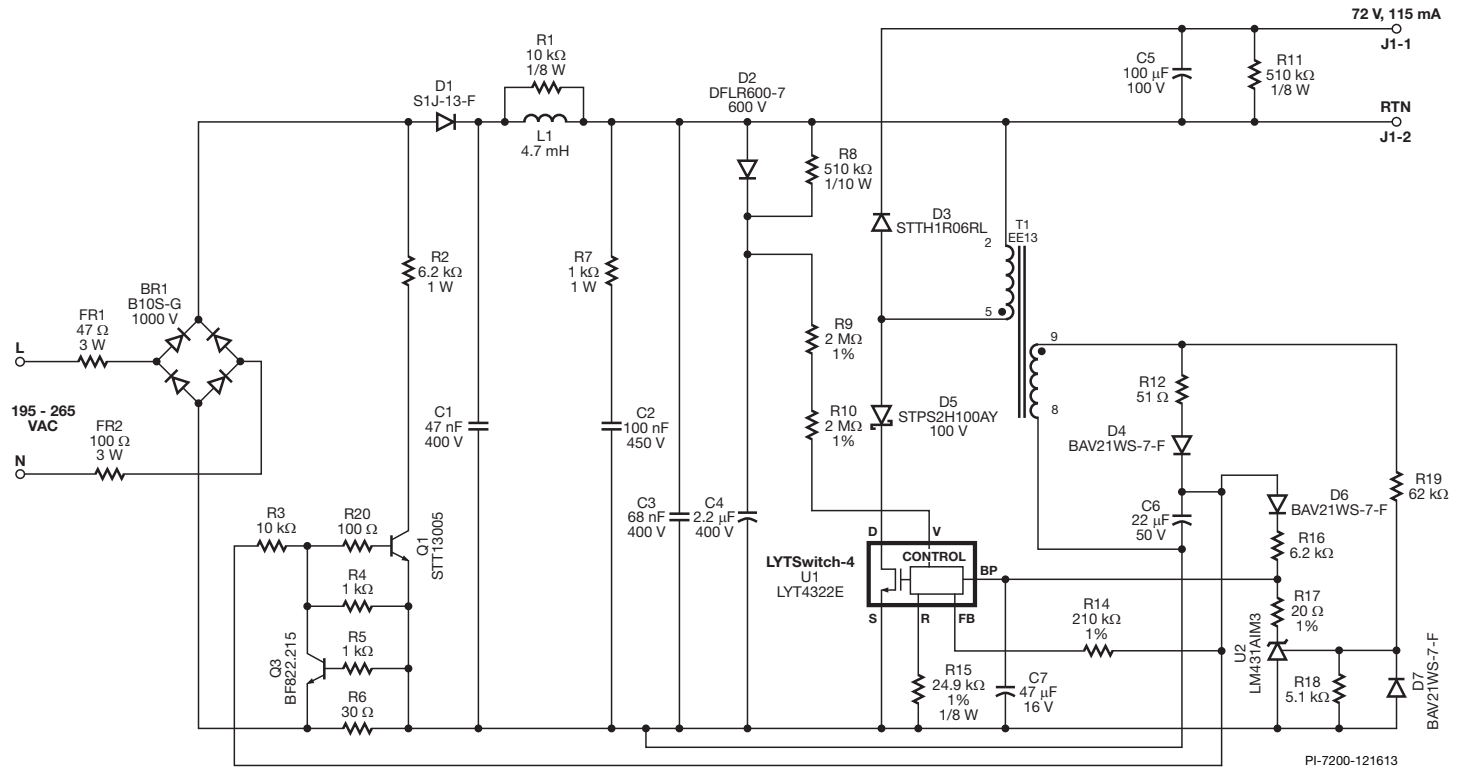 72 V, 115 mA
J1-1
R1
10 kΩ
1/8 W
D1
S1J-13-F
L1
4.7 mH
D2
DFLR600-7
600 V
C5
100 µF
100 V
R11
510 kΩ
1/8 W
RTN
J1-2
R8
510 kΩ
1/10 W
D3
STTH1R06RL
T1
EE13
2
5
9
8
R2
6.2 kΩ
1 W
R7
1 kΩ
1 W
BR1
B10S-G
1000 V
FR1
47 Ω
3 W
L
195 - 265
VAC
FR2
100 Ω
3 W
N
R9
2 MΩ
1%
R10
2 MΩ
1%
D5
STPS2H100AY
100 V
R12
51 Ω
D4
BAV21WS-7-F
C1
47 nF
400 V
C2
100 nF
450 V
C3
68 nF
400 V
C4
2.2 µF
400 V
C6
22 µF
50 V
D6
BAV21WS-7-F
R19
62 kΩ
R16
6.2 kΩ
R3
10 kΩ
R20
100 Ω
Q1
STT13005
R4
1 kΩ
R5
1 kΩ
Q3
BF822.215
R6
30 Ω
LYTSwitch-4
U1
LYT4322E
D
V
CONTROL
BP
S
R
FB
R14
210 kΩ
1%
R17
20 Ω
1%
U2
LM431AIM3
R15
24.9 kΩ
1%
1/8 W
C7
47 µF
16 V
R18
5.1 kΩ
D7
BAV21WS-7-F
PI-7200-121613